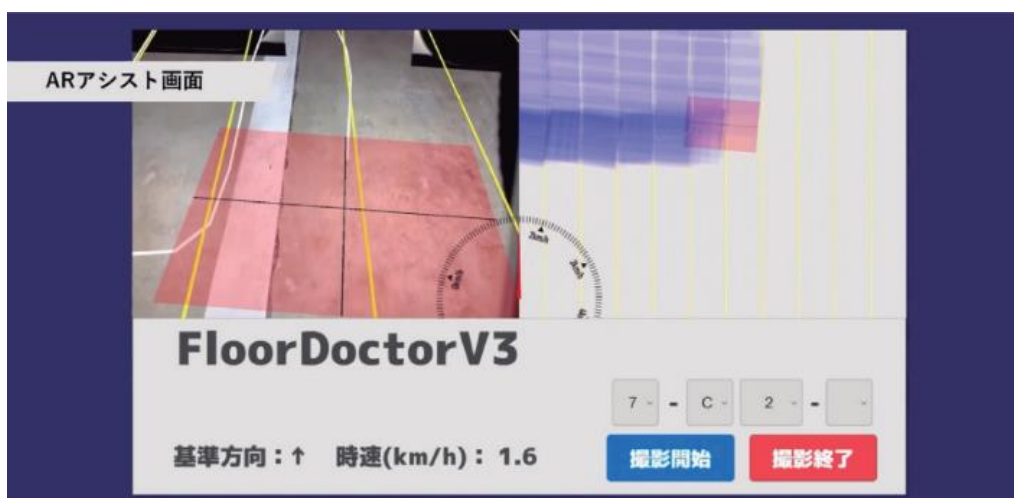 ARアシスト画面
FloorDoctorV3
7 - C 2 -
基準方向：↑ 時速(km/h)： 1.6
撮影開始 撮影終了